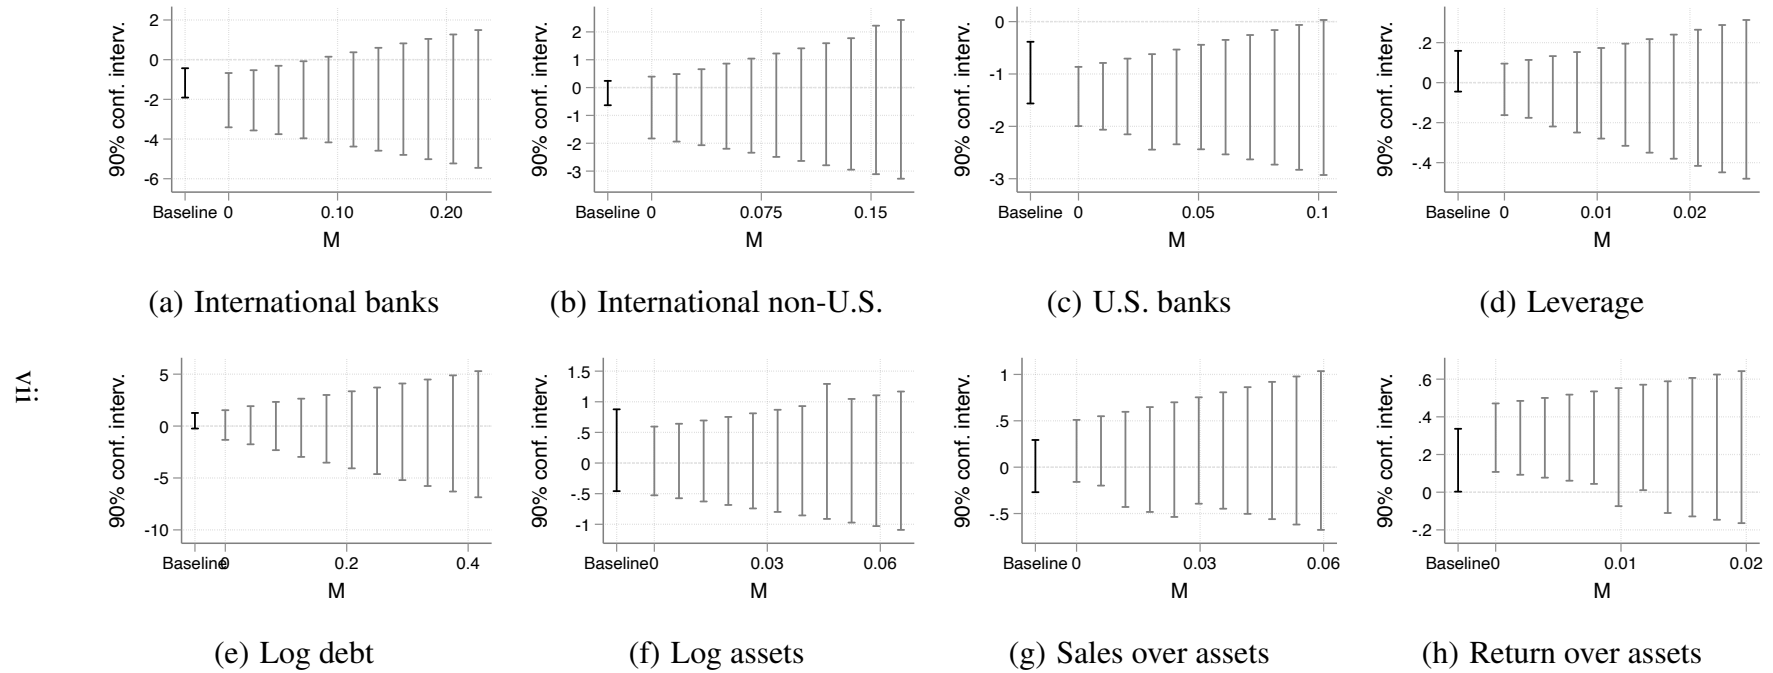 90% conf. interv.
2
0
-2
-4
-6
Baseline 0 0.10 0.20
M
(a) International banks
90% conf. interv.
2
1
0
-1
-2
-3
Baseline 0 0.075 0.15
M
(b) International non-U.S.
90% conf. interv.
0
-1
-2
-3
Baseline 0 0.05 0.1
M
(c) U.S. banks
90% conf. interv.
.2
0
-.2
-.4
Baseline 0 0.01 0.02
M
(d) Leverage
vii
90% conf. interv.
5
0
-5
-10
Baseline 0 0.2 0.4
M
(e) Log debt
90% conf. interv.
1.5
1
.5
0
-.5
-1
Baseline 0 0.03 0.06
M
(f) Log assets
90% conf. interv.
1
.5
0
-.5
Baseline 0 0.03 0.06
M
(g) Sales over assets
90% conf. interv.
.6
.4
.2
0
-.2
Baseline 0 0.01 0.02
M
(h) Return over assets